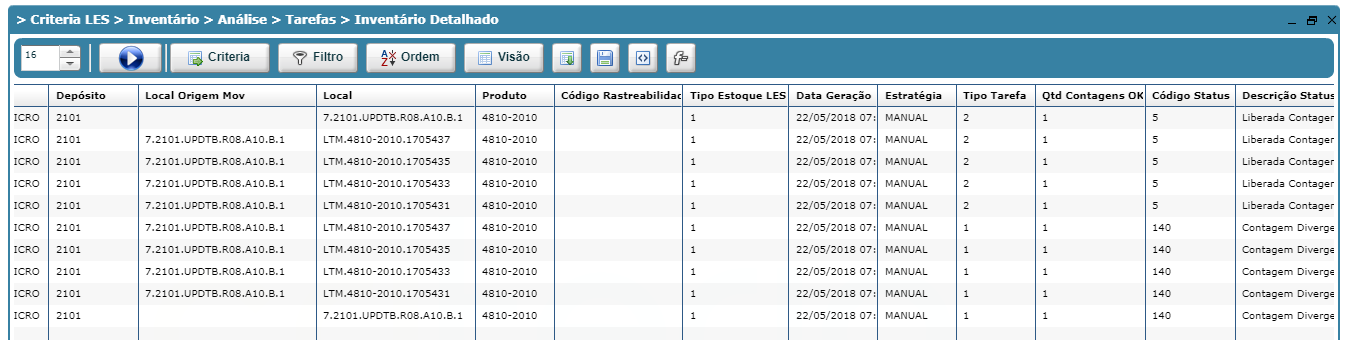 > Criteria LES > Inventário > Análise > Tarefas > Inventário Detalhado
16 Criteria Filtro Ordem Visão
Depósito Local Origem Mov Local Produto Código Rastreabilidad Tipo Estoque LES Data Geração Estratégia Tipo Tarefa Qtd Contagens OK Código Status Descrição Status
ICRO 2101 7.2101.UPDTB.R08.A10.B.1 4810-2010 1 22/05/2018 07: MANUAL 2 1 5 Liberada Contager
ICRO 2101 7.2101.UPDTB.R08.A10.B.1 LTM.4810-2010.1705437 4810-2010 1 22/05/2018 07: MANUAL 2 1 5 Liberada Contager
ICRO 2101 7.2101.UPDTB.R08.A10.B.1 LTM.4810-2010.1705435 4810-2010 1 22/05/2018 07: MANUAL 2 1 5 Liberada Contager
ICRO 2101 7.2101.UPDTB.R08.A10.B.1 LTM.4810-2010.1705433 4810-2010 1 22/05/2018 07: MANUAL 2 1 5 Liberada Contager
ICRO 2101 7.2101.UPDTB.R08.A10.B.1 LTM.4810-2010.1705431 4810-2010 1 22/05/2018 07: MANUAL 2 1 5 Liberada Contager
ICRO 2101 7.2101.UPDTB.R08.A10.B.1 LTM.4810-2010.1705437 4810-2010 1 22/05/2018 07: MANUAL 1 1 140 Contagem Diverge
ICRO 2101 7.2101.UPDTB.R08.A10.B.1 LTM.4810-2010.1705435 4810-2010 1 22/05/2018 07: MANUAL 1 1 140 Contagem Diverge
ICRO 2101 7.2101.UPDTB.R08.A10.B.1 LTM.4810-2010.1705433 4810-2010 1 22/05/2018 07: MANUAL 1 1 140 Contagem Diverge
ICRO 2101 7.2101.UPDTB.R08.A10.B.1 LTM.4810-2010.1705431 4810-2010 1 22/05/2018 07: MANUAL 1 1 140 Contagem Diverge
ICRO 2101 7.2101.UPDTB.R08.A10.B.1 4810-2010 1 22/05/2018 07: MANUAL 1 1 140 Contagem Diverge